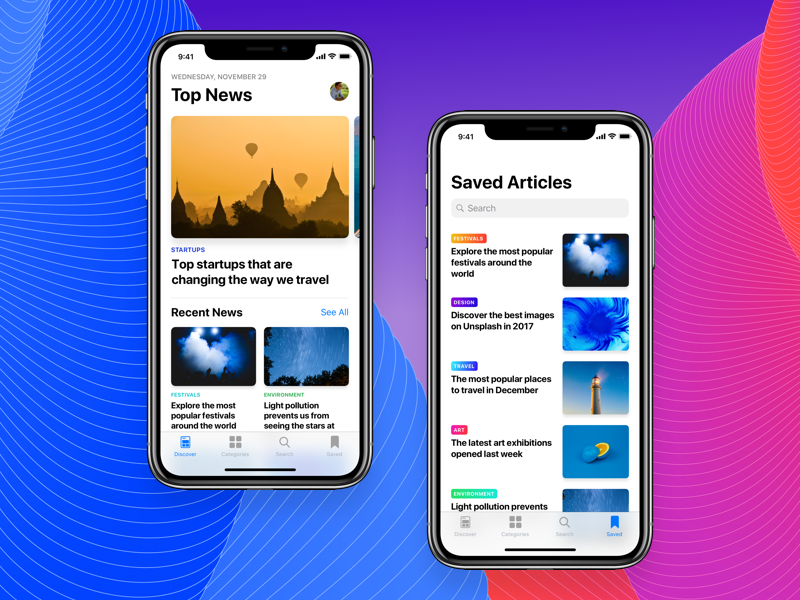 9:41
WEDNESDAY, NOVEMBER 29
Top News
STARTUPS
Top startups that are
changing the way we travel
Recent News
See All
FESTIVALS
Explore the most
popular festivals
around the world
ENVIRONMENT
Light pollution
prevents us from
seeing the stars at
Discover
Categories
Search
Saved
9:41
Saved Articles
Search
FESTIVALS
Explore the most popular
festivals around the
world
DESIGN
Discover the best images
on Unsplash in 2017
TRAVEL
The most popular places
to travel in December
ART
The latest art exhibitions
opened last week
ENVIRONMENT
Light pollution prevents
Discover
Categories
Search
Saved